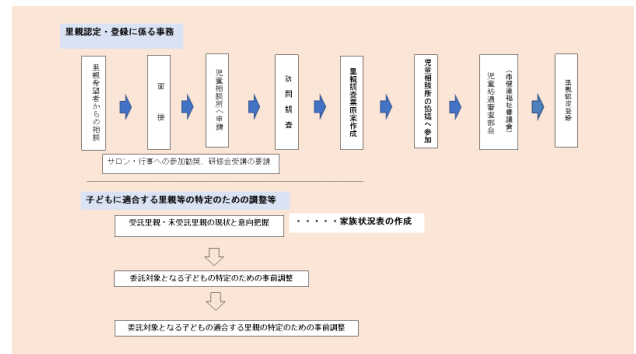 里親認定・登録に係る事務
里親希望者からの相談
面 接
児童相談所へ申請
訪問調査
里親調査票原案作成
児童相談所の協議へ参加
（市健康福祉審議会）
児童処遇審査部会
里親認定登録
サロン・行事への参加勧奨、研修会受講の要請
子どもに適合する里親等の特定のための調整等
受託里親・未受託里親の現状と意向把握
・・・・・家族状況表の作成
委託対象となる子どもの特定のための事前調整
委託対象となる子どもの適合する里親の特定のための事前調整